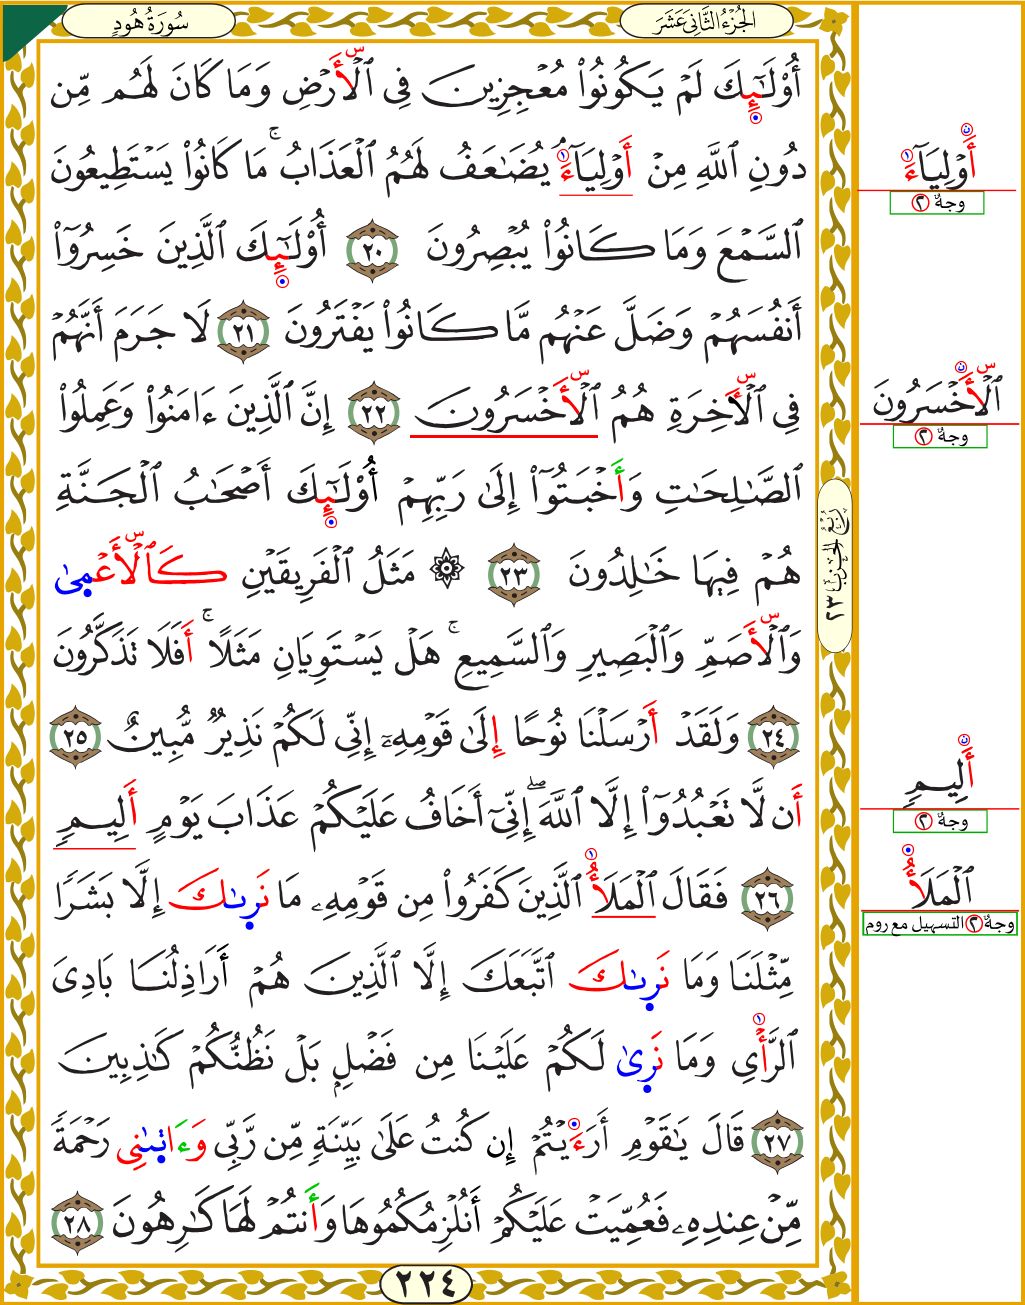 سُورَةُ هُودٍ
الجُزْءُ الثَّانِي عَشَرَ
أُوْلَـٰٓئِكَ لَمْ يَكُونُواْ مُعْجِزِينَ فِي ٱلْأَرْضِ وَمَا كَانَ لَهُم مِّن
دُونِ ٱللَّهِ مِنْ أَوْلِيَآءَۘ يُضَـٰعَفُ لَهُمُ ٱلْعَذَابُۚ مَا كَانُواْ يَسْتَطِيعُونَ
ٱلسَّمْعَ وَمَا كَانُواْ يُبْصِرُونَ ٢٠ أُوْلَـٰٓئِكَ ٱلَّذِينَ خَسِرُوٓاْ
أَنفُسَهُمْ وَضَلَّ عَنْهُم مَّا كَانُواْ يَفْتَرُونَ ٢١ لَا جَرَمَ أَنَّهُمْ
فِي ٱلْأَخِرَةِ هُمُ ٱلْأَخْسَرُونَ ٢٢ إِنَّ ٱلَّذِينَ ءَامَنُواْ وَعَمِلُواْ
ٱلصَّـٰلِحَـٰتِ وَأَخْبَتُوٓاْ إِلَىٰ رَبِّهِمْ أُوْلَـٰٓئِكَ أَصْحَـٰبُ ٱلْجَنَّةِ
هُمْ فِيهَا خَـٰلِدُونَ ٢٣ ۞ مَثَلُ ٱلْفَرِيقَيْنِ كَٱلْأَعْمِىٰ
وَٱلْأَصَمِّ وَٱلْبَصِيرِ وَٱلسَّمِيعِۚ هَلْ يَسْتَوِيَانِ مَثَلًاۚ أَفَلَا تَذَكَّرُونَ
٢٤ وَلَقَدْ أَرْسَلْنَا نُوحًا إِلَىٰ قَوْمِهِۦٓ إِنِّي لَكُمْ نَذِيرٌ مُّبِينٌ ٢٥
أَن لَّا تَعْبُدُوٓاْ إِلَّا ٱللَّهَۖ إِنِّيٓ أَخَافُ عَلَيْكُمْ عَذَابَ يَوْمٍ أَلِيمٍ
٢٦ فَقَالَ ٱلْمَلَأُ ٱلَّذِينَ كَفَرُواْ مِن قَوْمِهِۦ مَا نَرِىٰكَ إِلَّا بَشَرًا
مِّثْلَنَا وَمَا نَرِىٰكَ ٱتَّبَعَكَ إِلَّا ٱلَّذِينَ هُمْ أَرَاذِلُنَا بَادِيَ
ٱلرَّأْيِ وَمَا نَرِىٰ لَكُمْ عَلَيْنَا مِن فَضْلٍۭ بَلْ نَظُنُّكُمْ كَـٰذِبِينَ
٢٧ قَالَ يَـٰقَوْمِ أَرَءَيْتُمْ إِن كُنتُ عَلَىٰ بَيِّنَةٍ مِّن رَّبِّي وَءَاتِىٰنِي رَحْمَةً
مِّنْ عِندِهِۦ فَعُمِّيَتْ عَلَيْكُمْ أَنُلْزِمُكُمُوهَا وَأَنتُمْ لَهَا كَـٰرِهُونَ ٢٨
٢٢٤
رُبُعُ الحِزْبِ ٢٣
أَوْلِيَآءَ
وجهٌ ٢
ٱلْأَخْسَرُونَ
وجهٌ ٢
أَلِيمٍ
وجهٌ ٢
ٱلْمَلَأُ
وجهٌ ٢ التسهيل مع روم